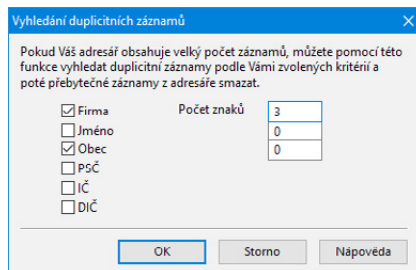 Vyhledání duplicitních záznamů
Pokud Váš adresář obsahuje velký počet záznamů, můžete pomocí této
funkce vyhledat duplicitní záznamy podle Vámi zvolených kritérií a
poté přebytečné záznamy z adresáře smazat.
Firma Počet znaků 3
Jméno 0
Obec 0
PSČ
IČ
DIČ
OK Storno Nápověda